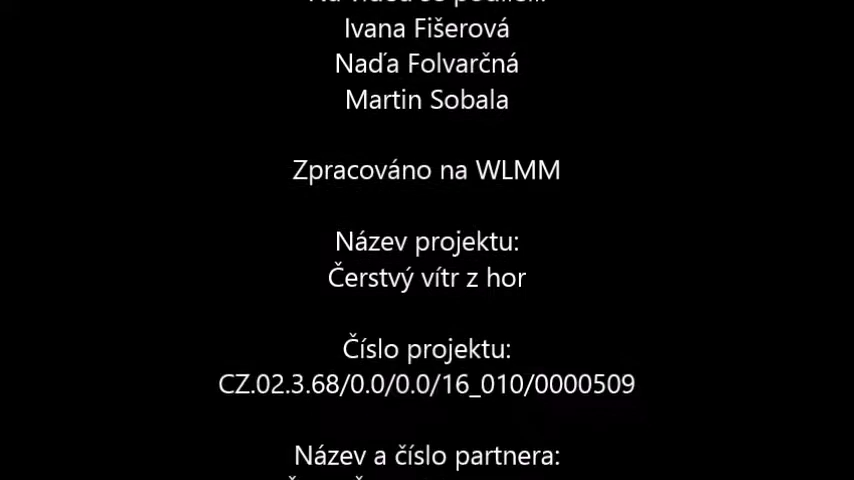 Ivana Fišerová
Naďa Folvarčná
Martin Sobala
Zpracováno na WLMM
Název projektu:
Čerstvý vítr z hor
Číslo projektu:
CZ.02.3.68/0.0/0.0/16_010/0000509
Název a číslo partnera: